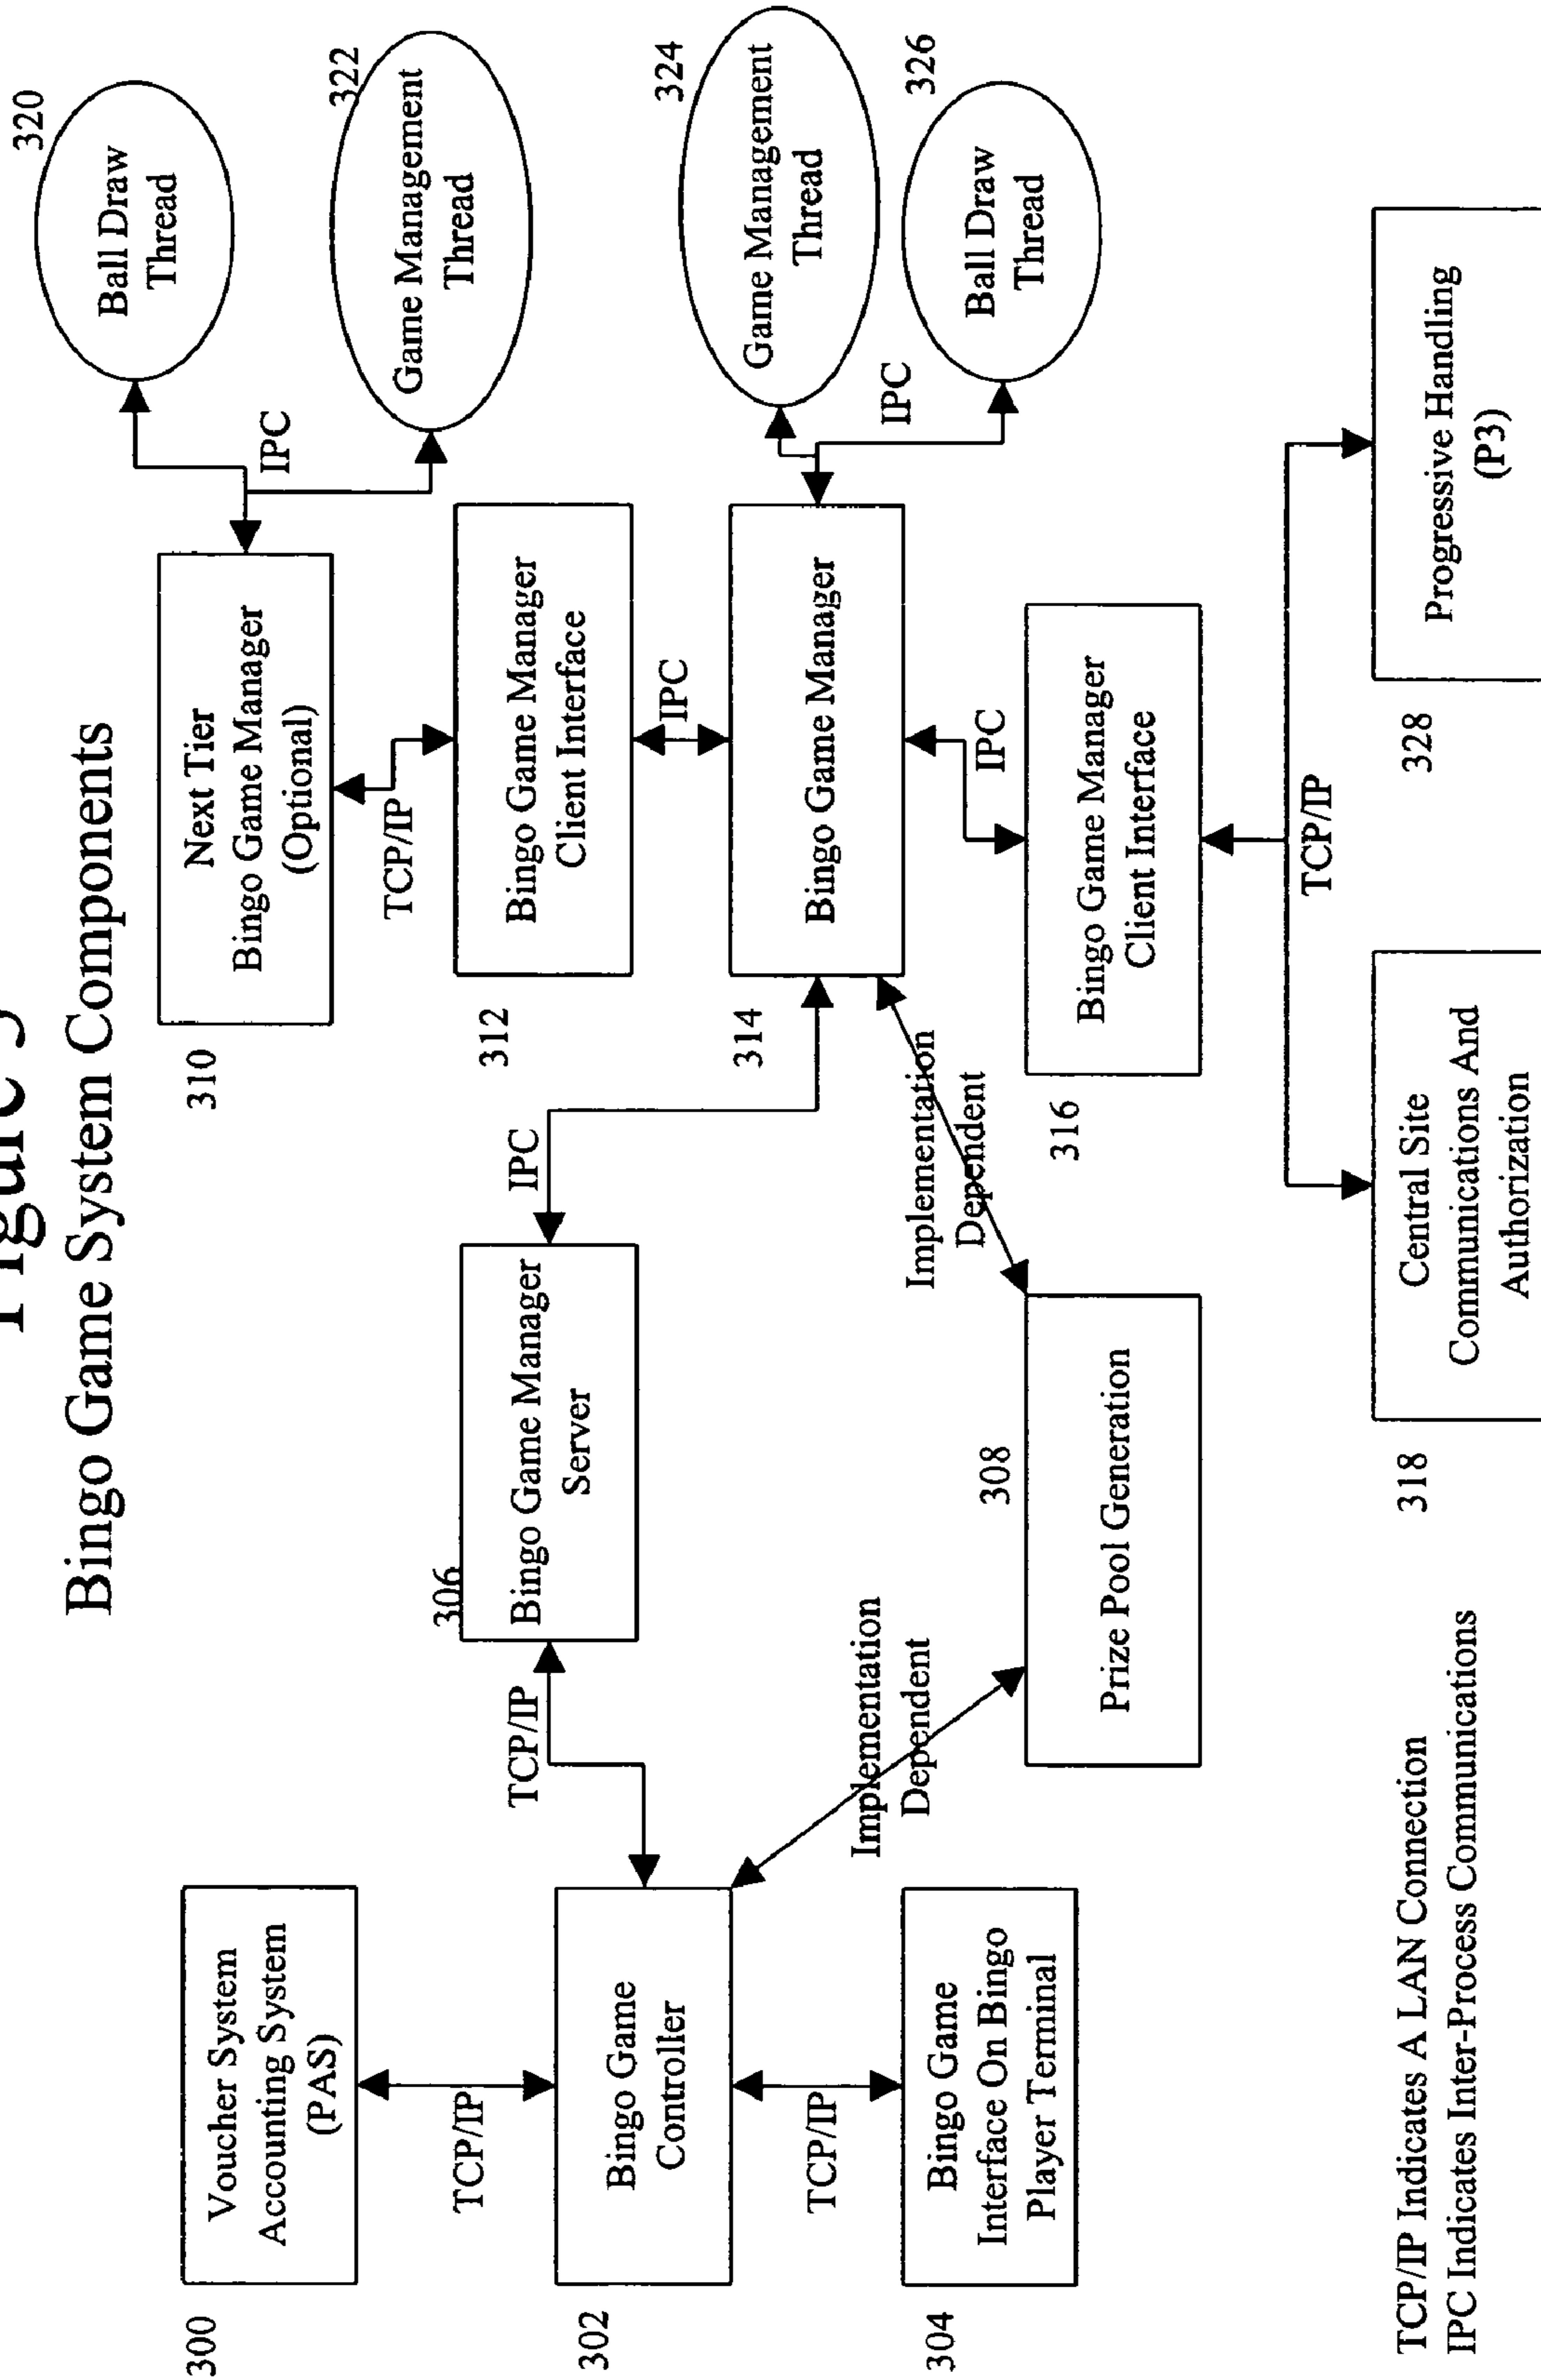 Figure 3
Bingo Game System Components
300
Voucher System
Accounting System
(PAS)
TCP/IP
302
Bingo Game
Controller
TCP/IP
304
Bingo Game
Interface On Bingo
Player Terminal
TCP/IP
306
Bingo Game Manager
Server
IPC
Implementation
Dependent
308
Prize Pool Generation
Implementation
Dependent
310
Next Tier
Bingo Game Manager
(Optional)
TCP/IP
312
Bingo Game Manager
Client Interface
IPC
314
Bingo Game Manager
IPC
316
Bingo Game Manager
Client Interface
TCP/IP
318
Central Site
Communications And
Authorization
IPC
320
Ball Draw
Thread
322
Game Management
Thread
324
Game Management
Thread
IPC
326
Ball Draw
Thread
328
Progressive Handling
(P3)
TCP/IP Indicates A LAN Connection
IPC Indicates Inter-Process Communications